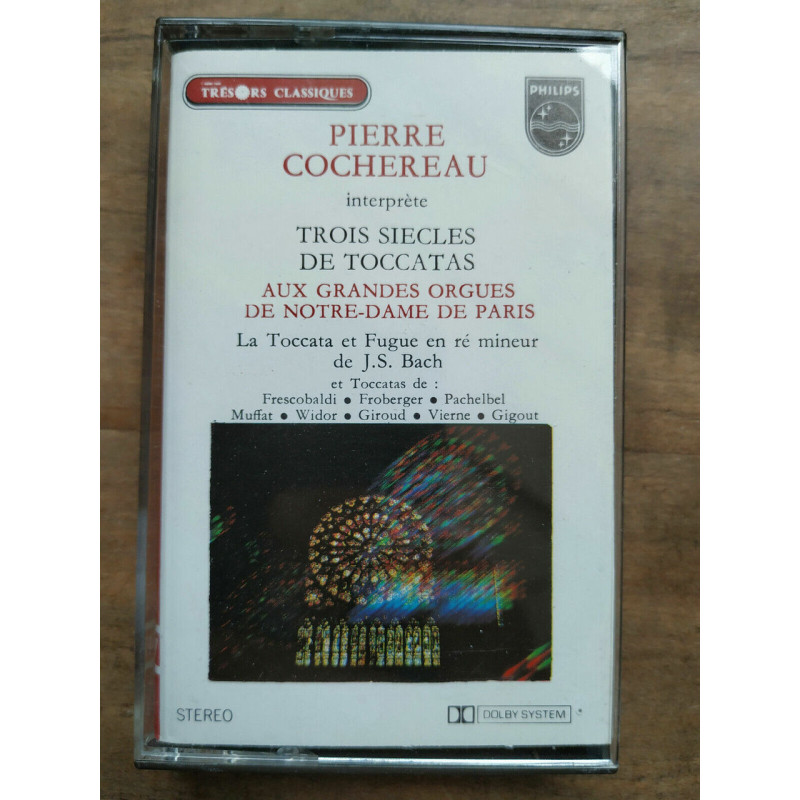 TRÉSORS CLASSIQUES
PHILIPS
PIERRE
COCHEREAU
interprète
TROIS SIECLES
DE TOCCATAS
AUX GRANDES ORGUES
DE NOTRE-DAME DE PARIS
La Toccata et Fugue en ré mineur
de J.S. Bach
et Toccatas de :
Frescobaldi • Froberger • Pachelbel
Muffat • Widor • Giroud • Vierne • Gigout
STEREO
DOLBY SYSTEM